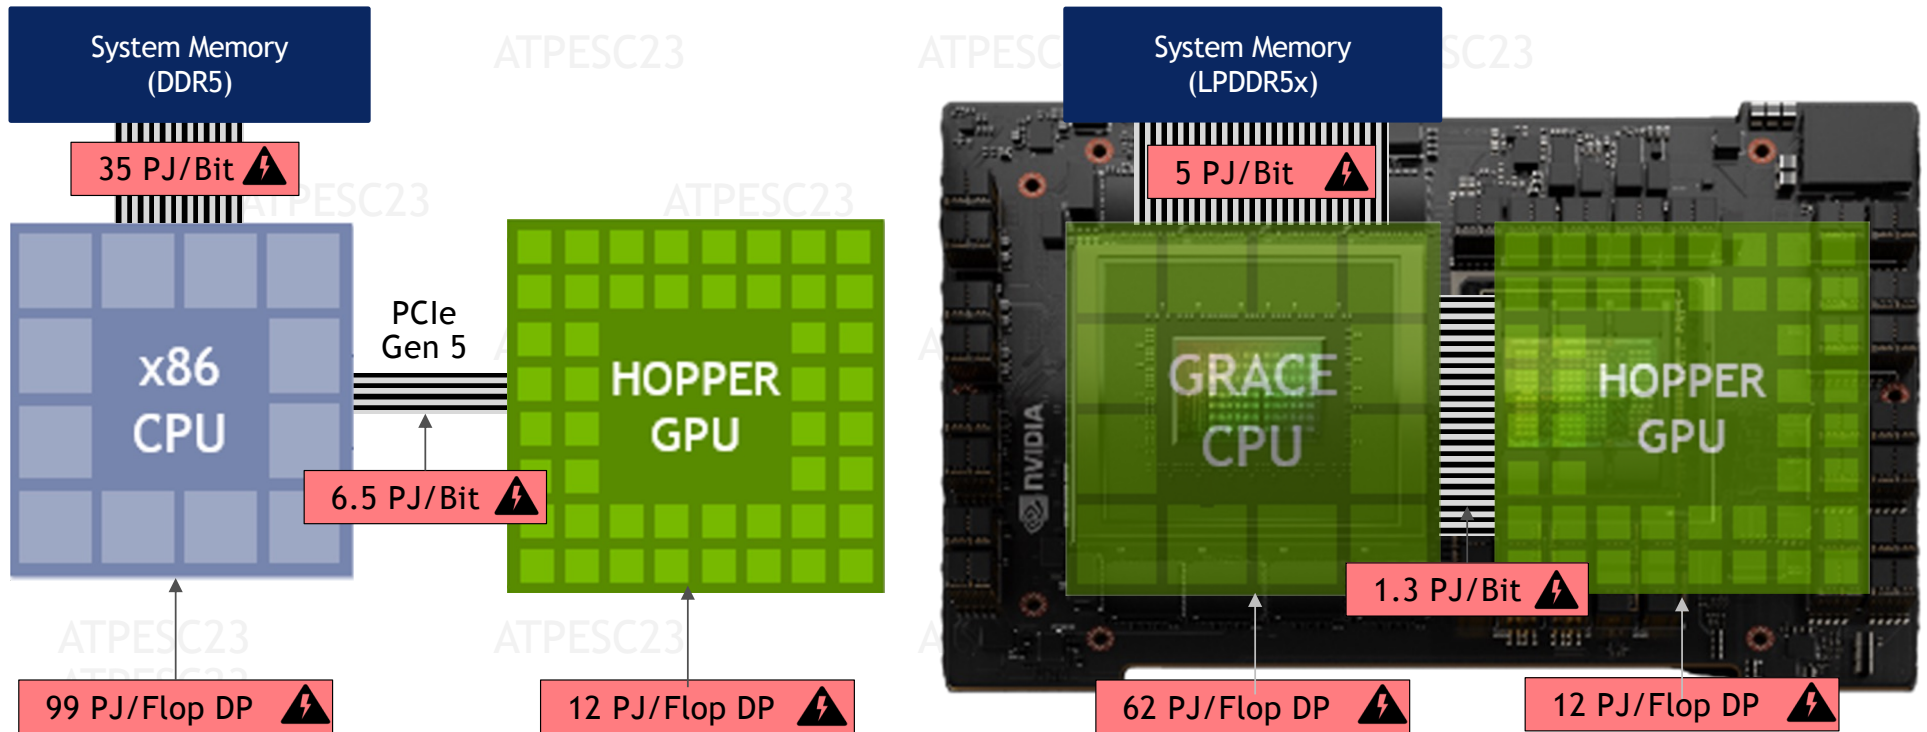 System Memory
(DDR5)
35 PJ/Bit
x86
CPU
PCIe
Gen 5
6.5 PJ/Bit
HOPPER
GPU
99 PJ/Flop DP
12 PJ/Flop DP
System Memory
(LPDDR5x)
5 PJ/Bit
GRACE
CPU
HOPPER
GPU
1.3 PJ/Bit
62 PJ/Flop DP
12 PJ/Flop DP
NVIDIA
ATPESC23
ATPESC
SC23
ATPESC23
ATPESC23
ATPESC23
ATPESC23